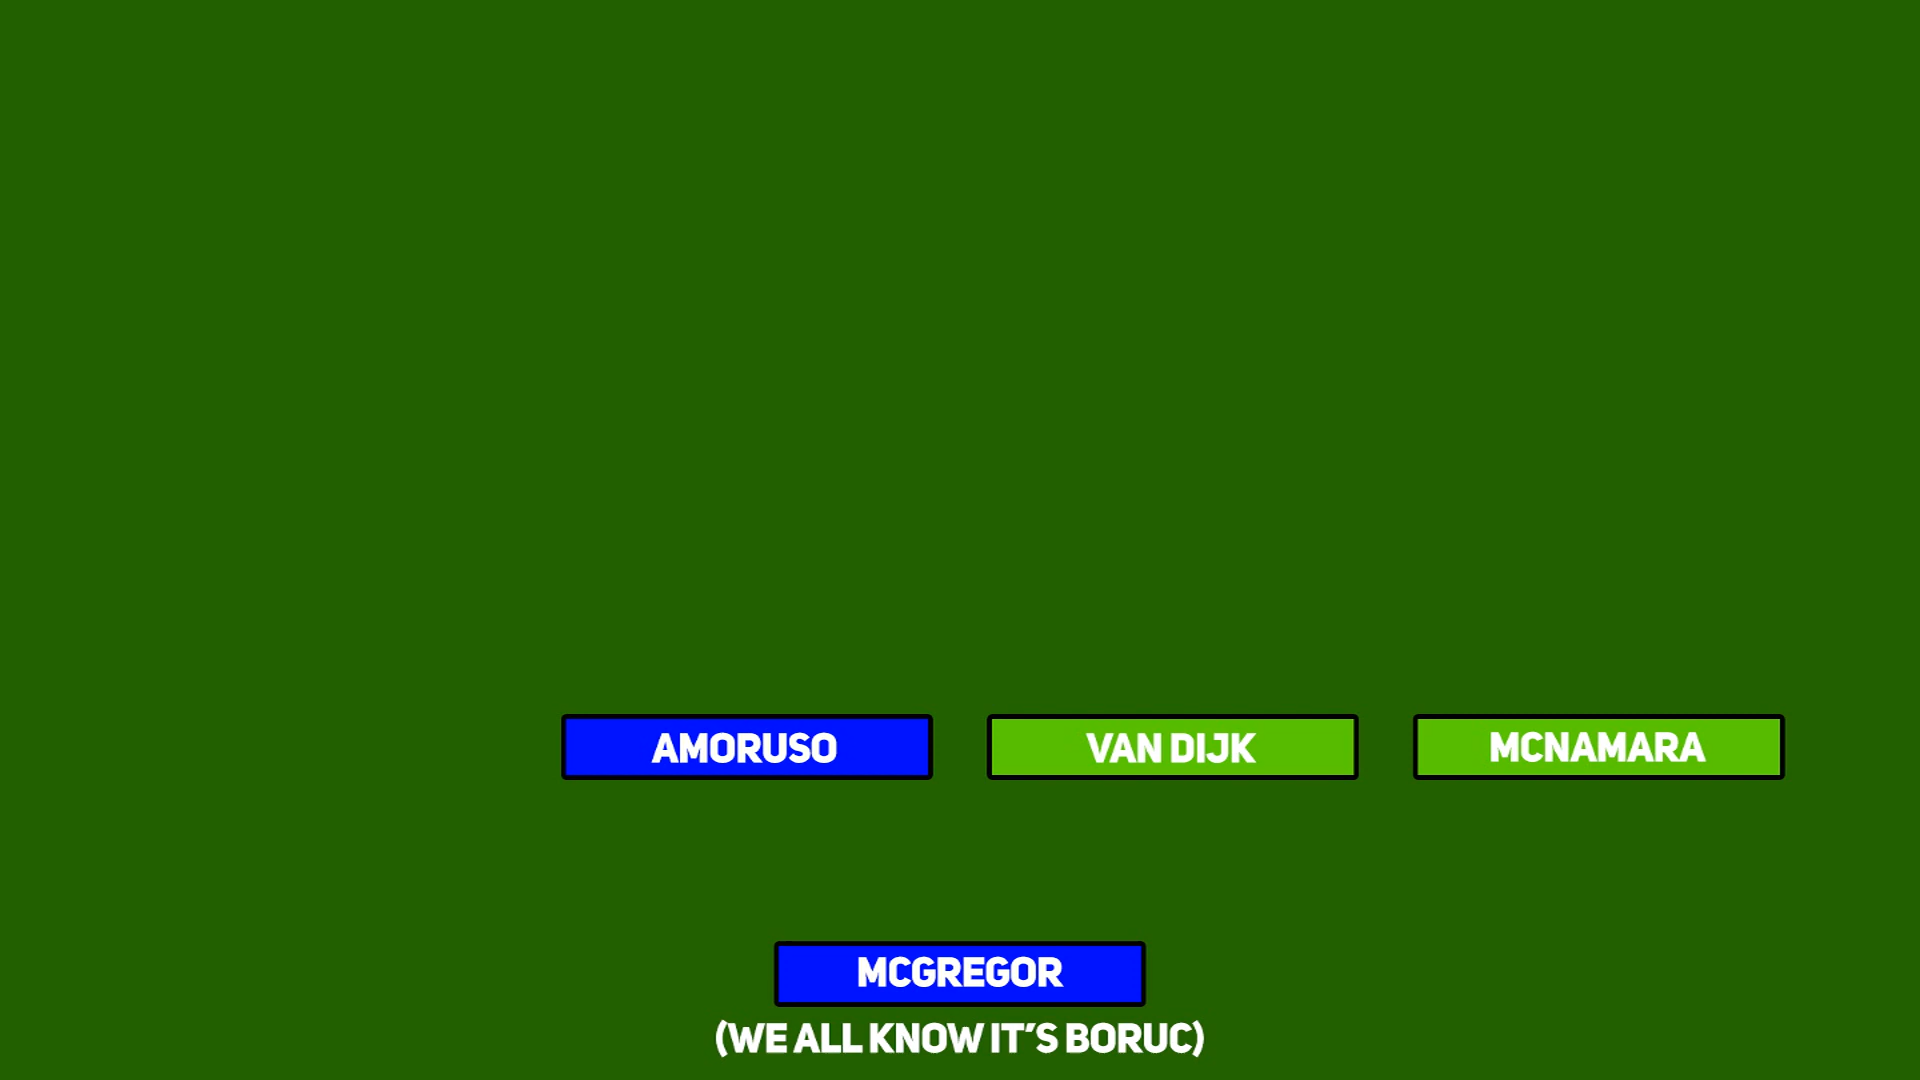 AMORUSO
VAN DIJK
MCNAMARA
MCGREGOR
(WE ALL KNOW IT'S BORUC)